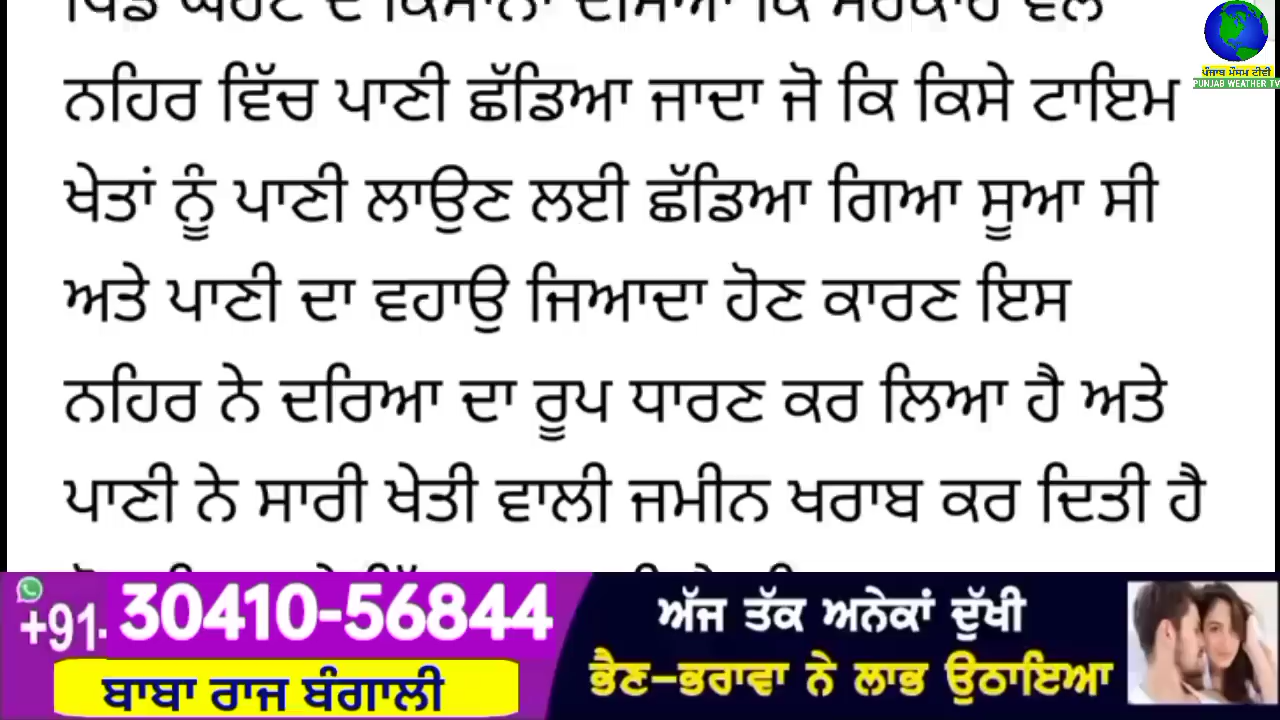 ਨਹਿਰ ਵਿੱਚ ਪਾਣੀ ਛੱਡਿਆ ਜਾਦਾ ਜੋ ਕਿ ਕਿਸੇ ਟਾਇਮ
ਖੇਤਾਂ ਨੂੰ ਪਾਣੀ ਲਾਉਣ ਲਈ ਛੱਡਿਆ ਗਿਆ ਸੂਆ ਸੀ
ਅਤੇ ਪਾਣੀ ਦਾ ਵਹਾਉ ਜਿਆਦਾ ਹੋਣ ਕਾਰਣ ਇਸ
ਨਹਿਰ ਨੇ ਦਰਿਆ ਦਾ ਰੂਪ ਧਾਰਣ ਕਰ ਲਿਆ ਹੈ ਅਤੇ
ਪਾਣੀ ਨੇ ਸਾਰੀ ਖੇਤੀ ਵਾਲੀ ਜਮੀਨ ਖਰਾਬ ਕਰ ਦਿਤੀ ਹੈ
ਪੰਜਾਬ ਮੌਸਮ ਟੀਵੀ
PUNJAB WEATHER TV
+91- 30410-56844
ਬਾਬਾ ਰਾਜ ਬੰਗਾਲੀ
ਅੱਜ ਤੱਕ ਅਨੇਕਾਂ ਦੁੱਖੀ
ਭੈਣ-ਭਰਾਵਾ ਨੇ ਲਾਭ ਉਠਾਇਆ